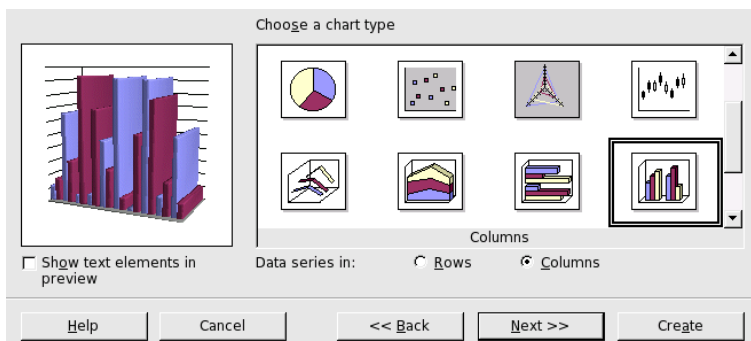 Choose a chart type
Columns
Show text elements in
preview
Data series in:
Rows
Columns
Help
Cancel
<< Back
Next >>
Create